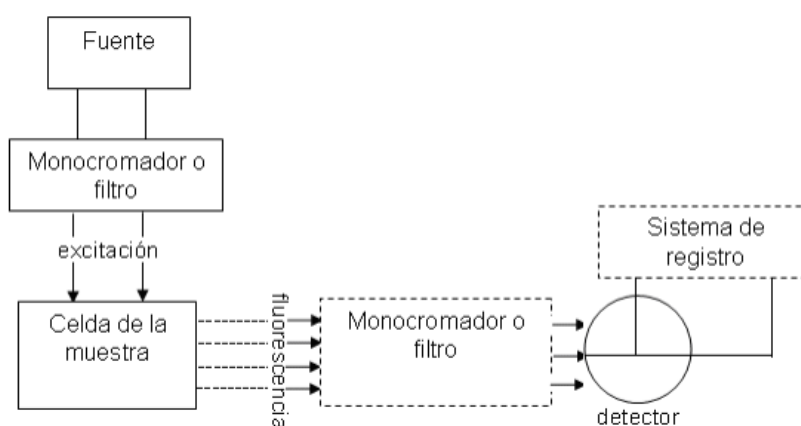 Fuente
Monocromador o
filtro
excitación
Celda de la
muestra
fluorescencia
Monocromador o
filtro
Sistema de
registro
detector